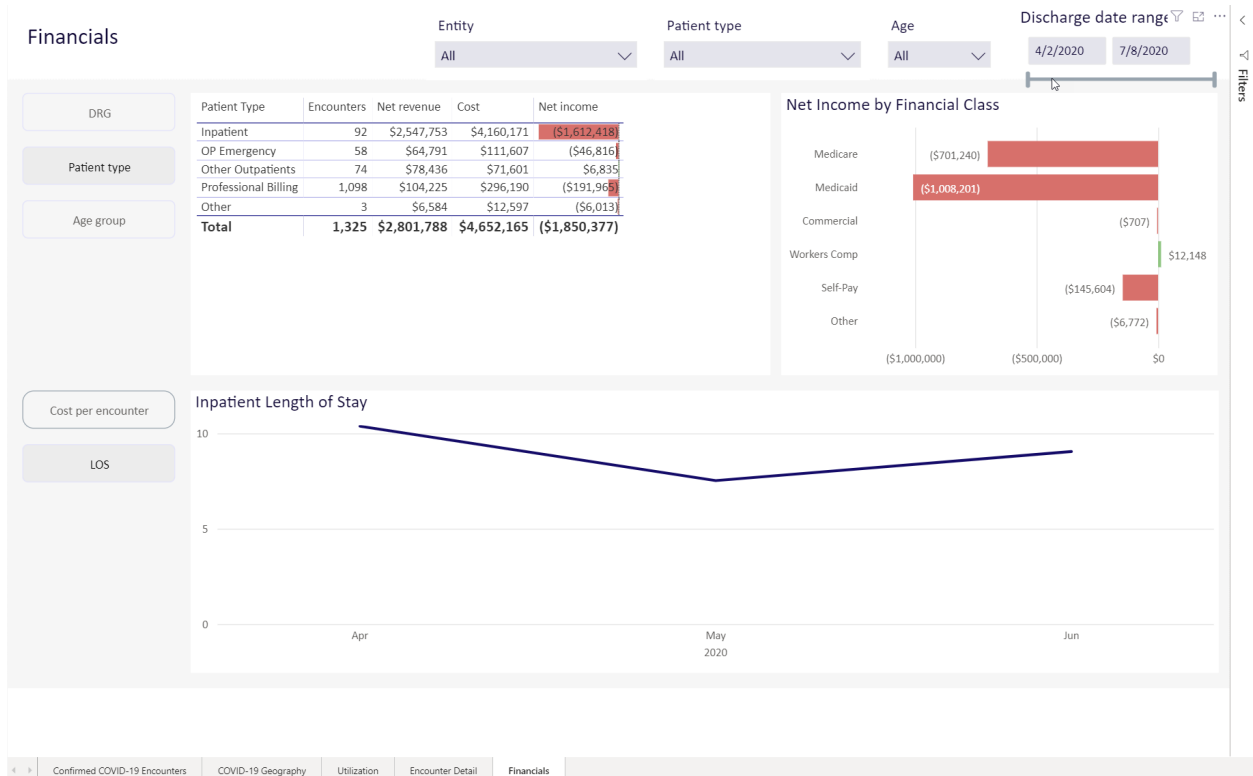 Financials
Entity
All
Patient type
All
Age
All
Discharge date range
4/2/2020 7/8/2020
Filters
DRG
Patient type
Age group
Patient Type Encounters Net revenue Cost Net income
Inpatient 92 $2,547,753 $4,160,171 ($1,612,418)
OP Emergency 58 $64,791 $111,607 ($46,816)
Other Outpatients 74 $78,436 $71,601 $6,835
Professional Billing 1,098 $104,225 $296,190 ($191,965)
Other 3 $6,584 $12,597 ($6,013)
Total 1,325 $2,801,788 $4,652,165 ($1,850,377)
Net Income by Financial Class
Medicare ($701,240)
Medicaid ($1,008,201)
Commercial ($707)
Workers Comp $12,148
Self-Pay ($145,604)
Other ($6,772)
($1,000,000) ($500,000) $0
Cost per encounter
LOS
Inpatient Length of Stay
10
5
0
Apr May Jun
2020
Confirmed COVID-19 Encounters COVID-19 Geography Utilization Encounter Detail Financials